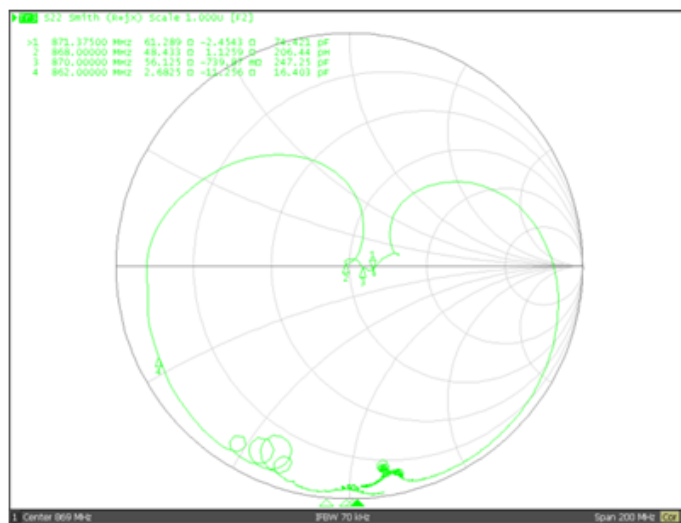 S22 Smith (R+jx) Scale 1.000U [F2]
>1 871.37500 MHz 61.289 Ω -2.4543 Ω 74.421 pF
2 868.00000 MHz 48.433 Ω 1.1259 Ω 206.44 pH
3 870.00000 MHz 56.125 Ω mΩ 247.25 pF
4 862.00000 MHz 2.6825 Ω -11.256 Ω 16.403 pF
1 Center 869 MHz IFBW 70 kHz Span 200 MHz Cor